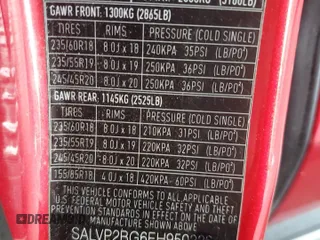 GAWR FRONT: 1300KG (2865LB)
TIRES RIMS PRESSURE (COLD SINGLE)
235/60R18 8.0J x 18 240KPA 35PSI (LB/PO²)
235/55R19 8.0J x 19 250KPA 36PSI (LB/PO²)
245/45R20 8.0J x 20 250KPA 36PSI (LB/PO²)
GAWR REAR: 1145KG (2525LB)
TIRES RIMS PRESSURE (COLD SINGLE)
235/60R18 8.0J x 18 210KPA 31PSI (LB/PO²)
235/55R19 8.0J x 19 220KPA 32PSI (LB/PO²)
245/45R20 8.0J x 20 220KPA 32PSI (LB/PO²)
155/85R18 4.0J x 18 420KPA 60PSI (LB/PO²)
THIS VEHICLE CONFORMS TO ALL APPLICABLE
U.S. FEDERAL MOTOR VEHICLE SAFETY
AND THEFT PREVENTION STANDARDS IN EFFECT
ON THE DATE OF MANUFACTURE SHOWN ABOVE